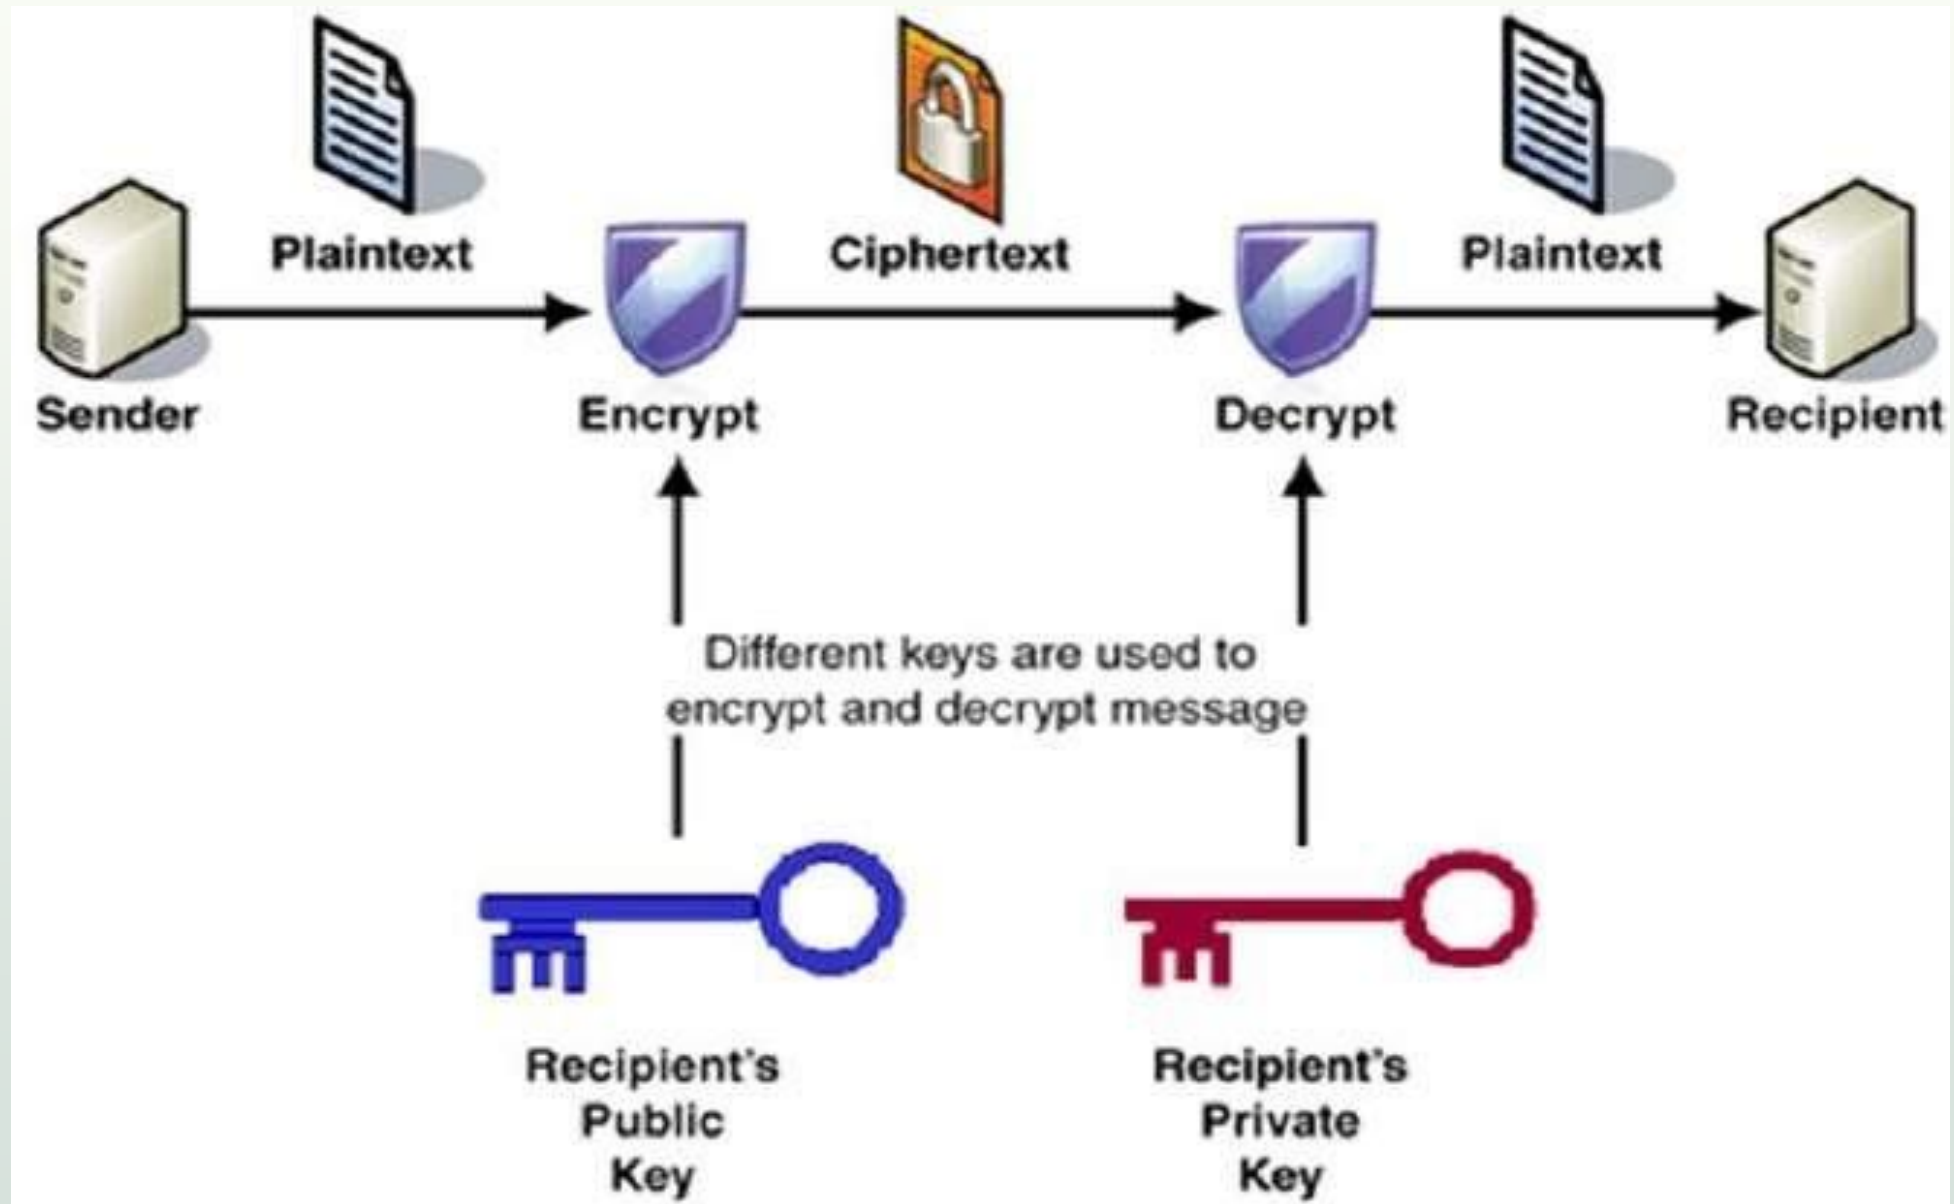 Plaintext
Ciphertext
Plaintext
Sender
Encrypt
Decrypt
Recipient
Different keys are used to
encrypt and decrypt message
Recipient's
Public
Key
Recipient's
Private
Key